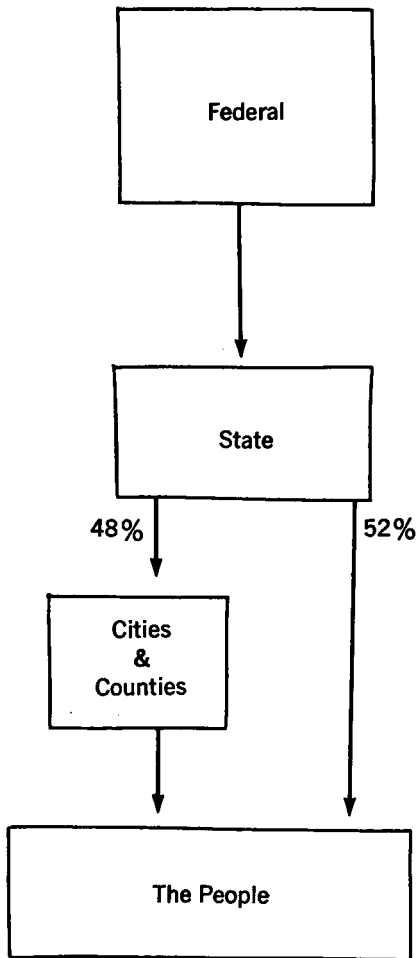 Federal
State
48%
52%
Cities
&
Counties
The People